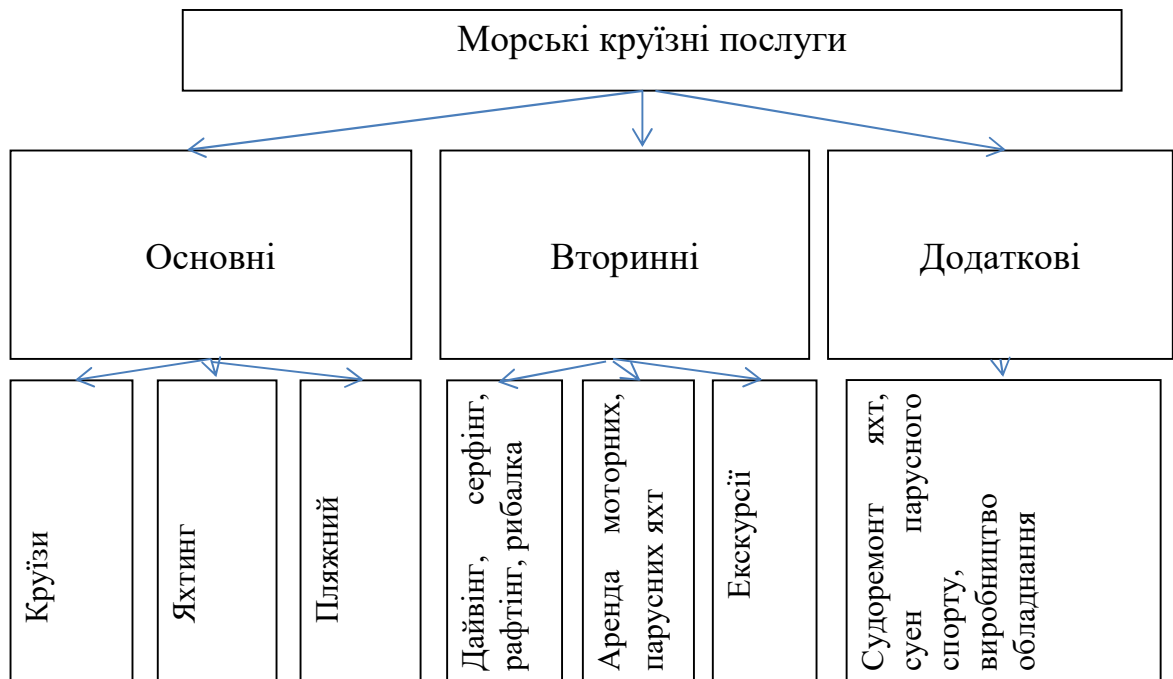 Морські круїзні послуги
Основні
Вторинні
Додаткові
Круїзи
Яхтинг
Пляжний
Дайвінг, серфінг,
рафтінг, рибалка
Аренда моторних,
парусних яхт
Екскурсії
Судоремонт яхт,
суен парусного
спорту,
виробництво
обладнання